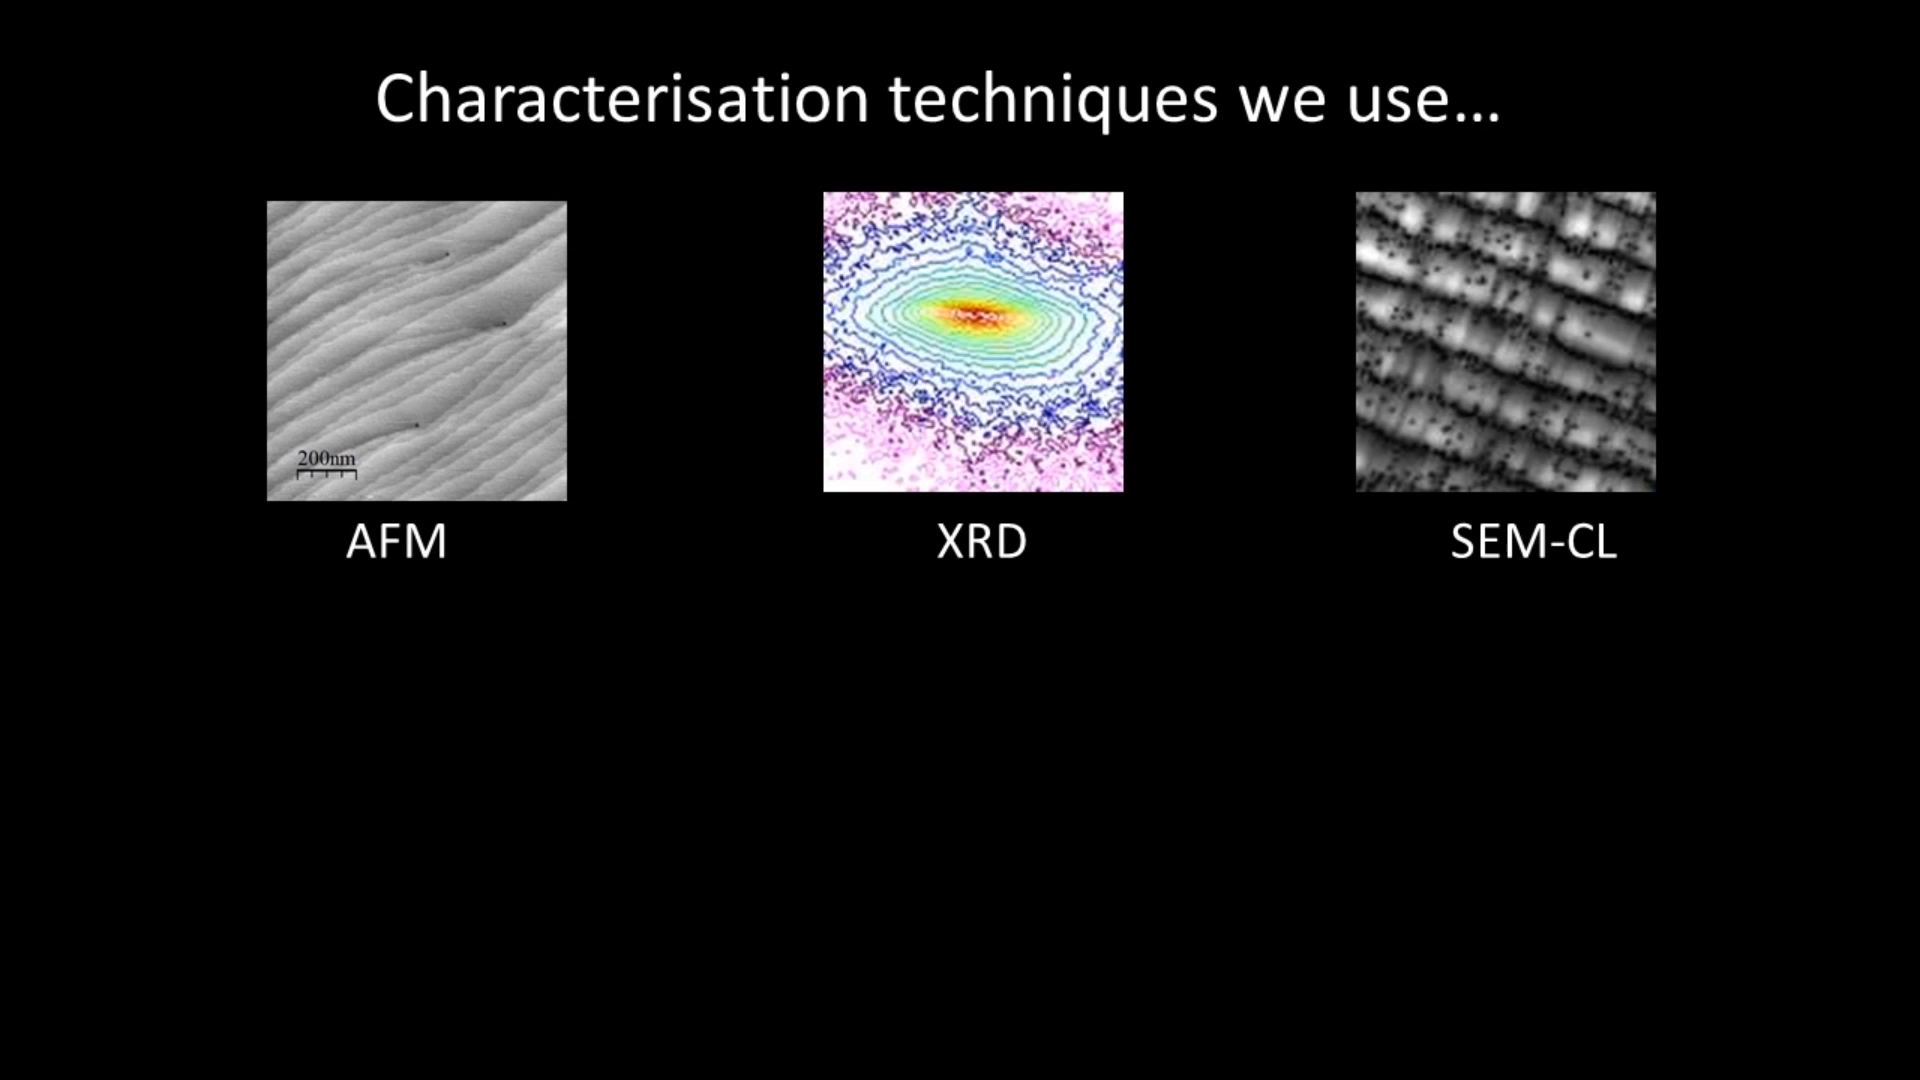 Characterisation techniques we use...
200nm
AFM
XRD
SEM-CL